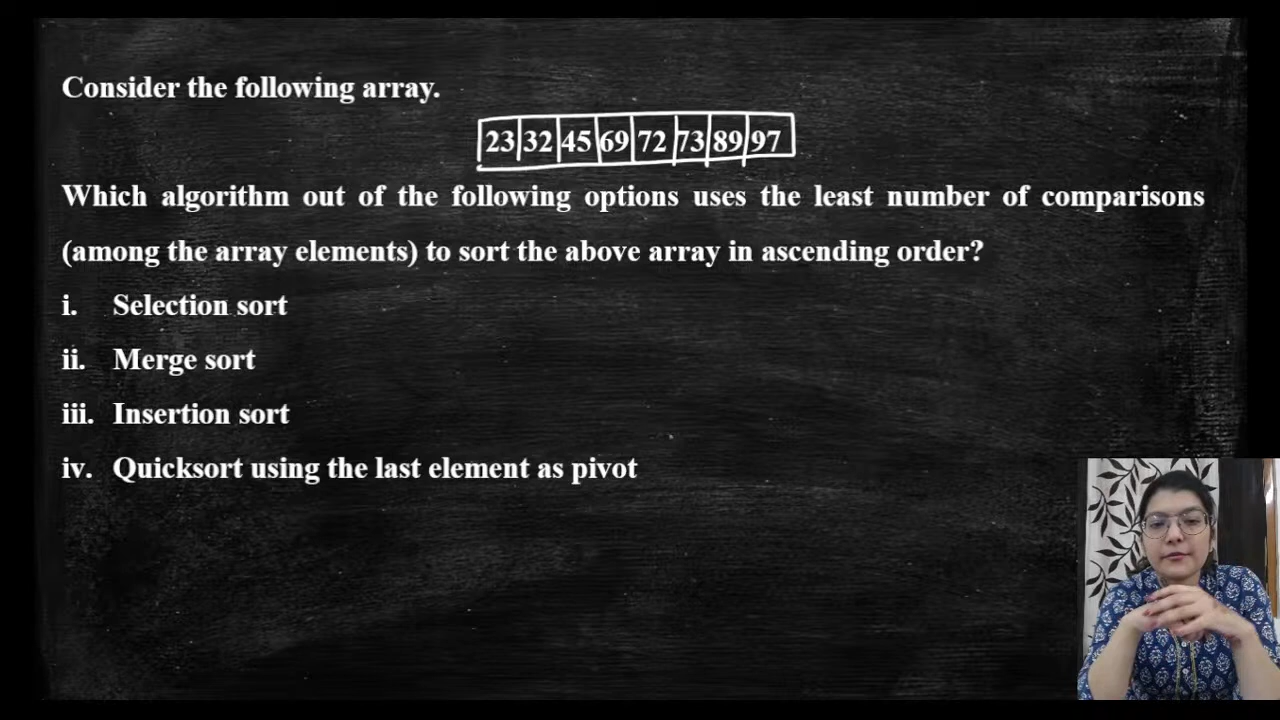 Consider the following array.
23 32 45 69 72 73 89 97
Which algorithm out of the following options uses the least number of comparisons
(among the array elements) to sort the above array in ascending order?
i. Selection sort
ii. Merge sort
iii. Insertion sort
iv. Quicksort using the last element as pivot